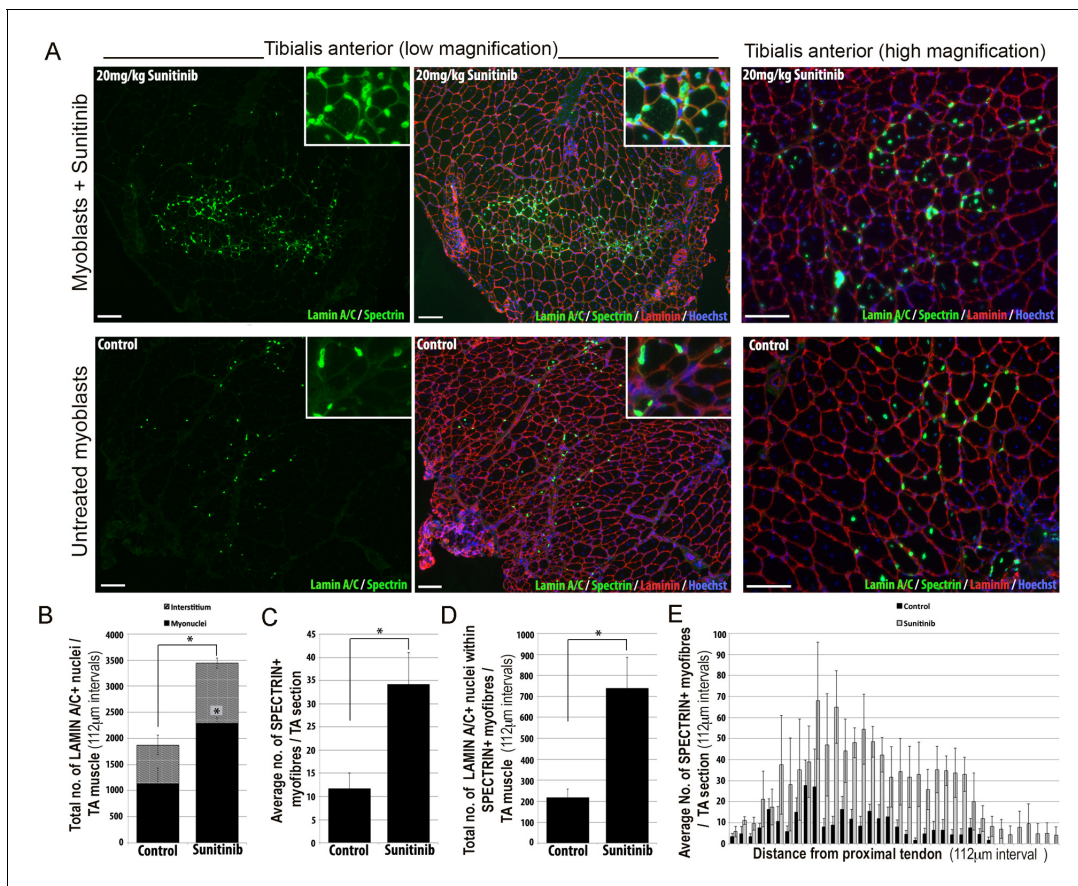 A
Tibialis anterior (low magnification)
Tibialis anterior (high magnification)
Myoblasts + Sunitinib
20mg/kg Sunitinib
Lamin A/C / Spectrin
20mg/kg Sunitinib
Lamin A/C / Spectrin / Laminin / Hoechst
20mg/kg Sunitinib
Lamin A/C / Spectrin / Laminin / Hoechst
Untreated myoblasts
Control
Lamin A/C / Spectrin
Control
Lamin A/C / Spectrin / Laminin / Hoechst
Control
Lamin A/C / Spectrin / Laminin / Hoechst
B
Interstitium
Myonuclei
Total no. of LAMIN A/C+ nuclei /
TA muscle (112µm intervals)
4000
3500
3000
2500
2000
1500
1000
500
0
*
*
Control
Sunitinib
C
Average no. of SPECTRIN+
myofibres / TA section
45
40
35
30
25
20
15
10
5
0
*
Control
Sunitinib
D
Total no. of LAMIN A/C+ nuclei within
SPECTRIN+ myofibres /
TA muscle (112µm intervals)
1000
900
800
700
600
500
400
300
200
100
0
*
Control
Sunitinib
E
Control
Sunitinib
Average No. of SPECTRIN+ myofibres
/ TA section (112µm intervals)
100
90
80
70
60
50
40
30
20
10
0
Distance from proximal tendon (112µm interval )